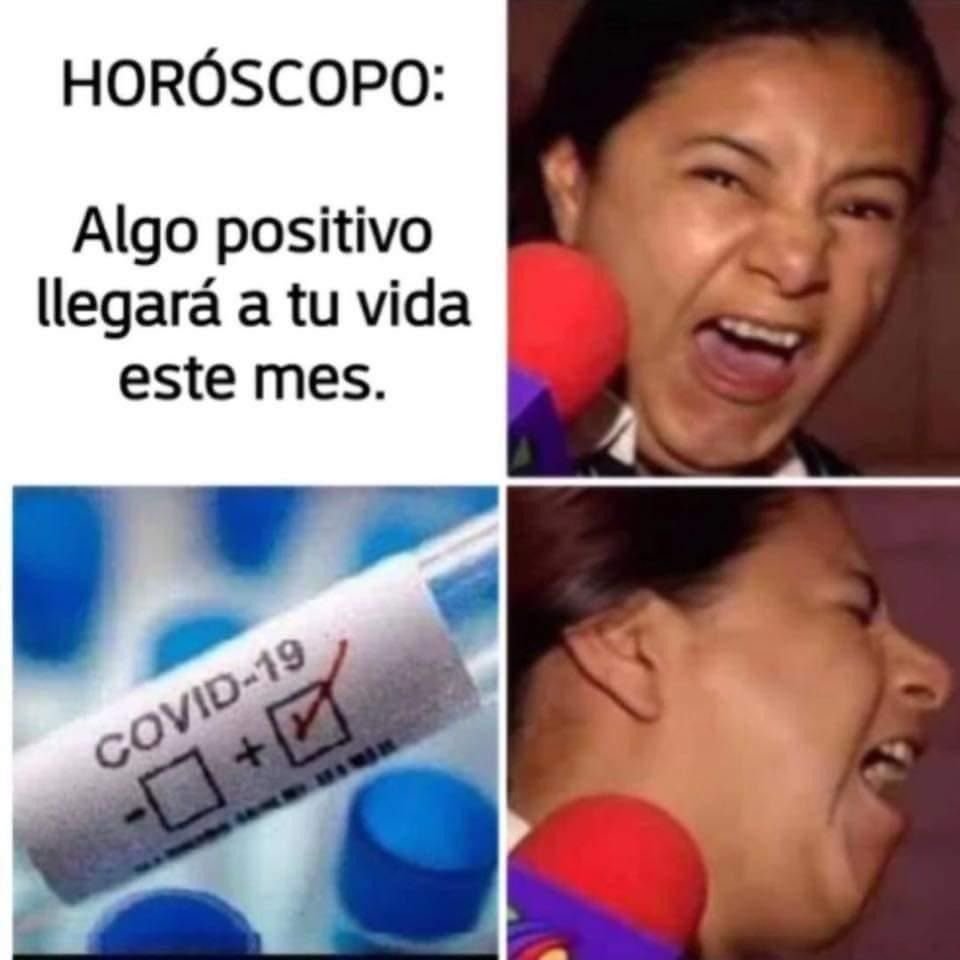 HORÓSCOPO:
Algo positivo
llegará a tu vida
este mes.
COVID-19
- +